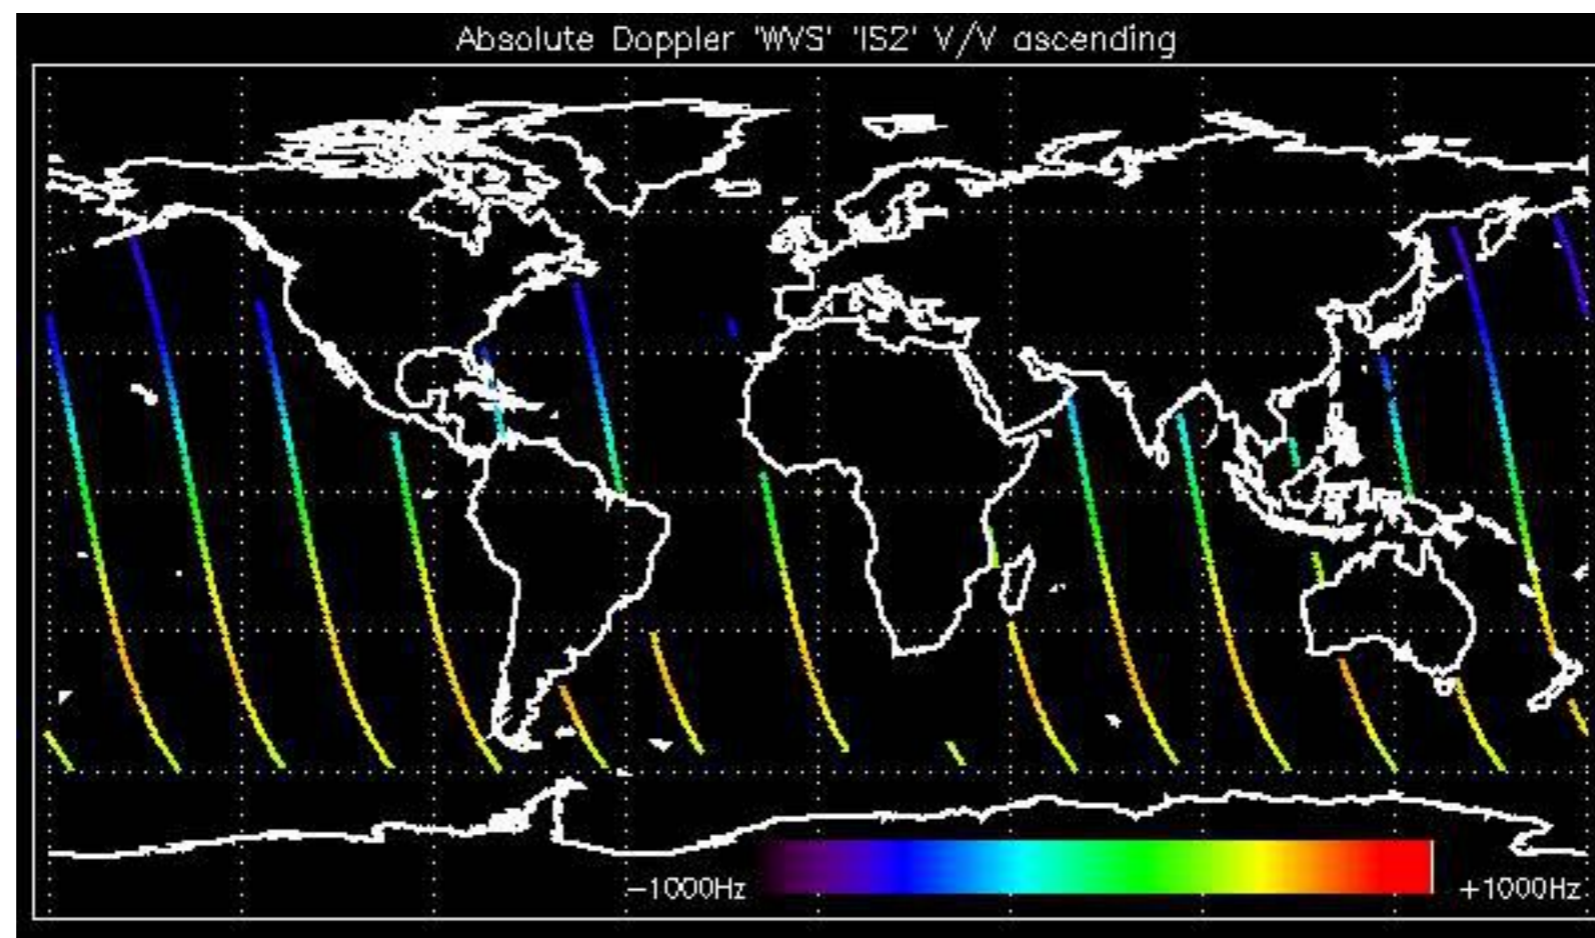 Absolute Doppler 'WVS' 'IS2' V/V ascending
−1000Hz +1000Hz